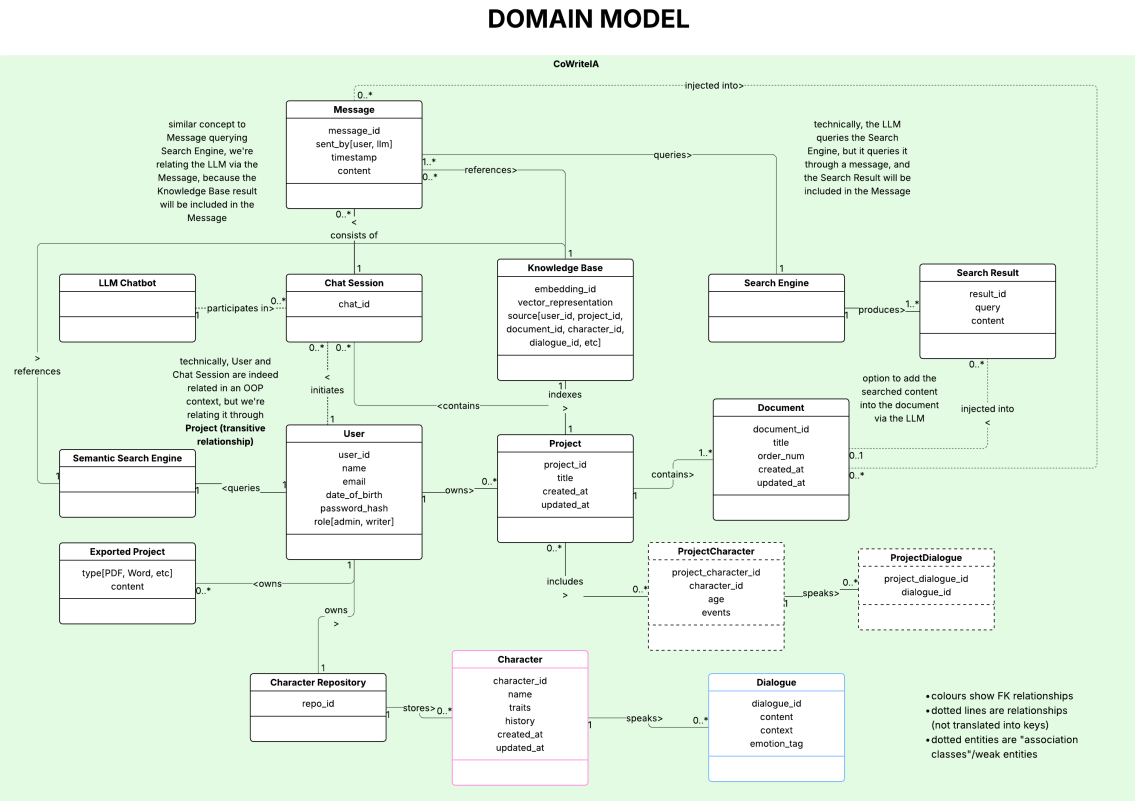 DOMAIN MODEL
CoWriteIA
injected into>
0..*
Message
message_id
sent_by[user, llm]
timestamp
content
similar concept to
Message querying
Search Engine, we're
relating the LLM via the
Message, because the
Knowledge Base result
will be included in the
Message
technically, the LLM
queries the Search
Engine, but it queries it
through a message, and
the Search Result will be
included in the Message
queries>
1..*
references>
0..*
0..*
<
consists of
1
1
1
LLM Chatbot
Chat Session
chat_id
participates in>
0..*
1
Knowledge Base
embedding_id
vector_representation
source[user_id, project_id,
document_id, character_id,
dialogue_id, etc]
Search Engine
produces>
1
1..*
Search Result
result_id
query
content
0..*
>
references
technically, User and
Chat Session are indeed
related in an OOP
context, but we're
relating it through
Project (transitive
relationship)
0..*
0..*
<
initiates
1
<contains
1
indexes
>
1
option to add the
searched content
into the document
via the LLM
injected into
<
0..1
0..*
Document
document_id
title
order_num
created_at
updated_at
1..*
contains>
1
User
user_id
name
email
date_of_birth
password_hash
role[admin, writer]
Project
project_id
title
created_at
updated_at
owns>
1
0..*
Semantic Search Engine
1
1
<queries
1
Exported Project
type[PDF, Word, etc]
content
0..*
<owns
1
owns
>
1
0..*
includes
>
0..*
ProjectCharacter
project_character_id
character_id
age
events
1
speaks>
0..*
ProjectDialogue
project_dialogue_id
dialogue_id
Character Repository
repo_id
1
stores>
0..*
Character
character_id
name
traits
history
created_at
updated_at
1
speaks>
0..*
Dialogue
dialogue_id
content
context
emotion_tag
•colours show FK relationships
•dotted lines are relationships
(not translated into keys)
•dotted entities are "association
classes"/weak entities